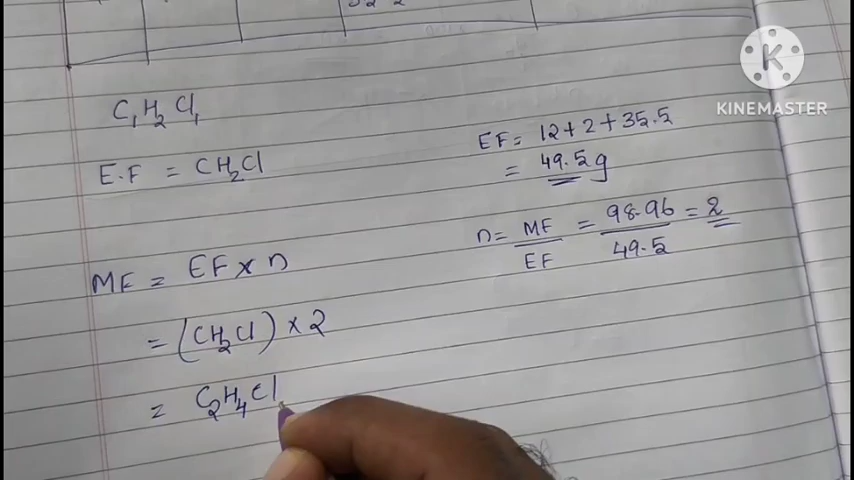 C₁H₂Cl₁
E.F = CH₂Cl
EF = 12+2+35.5
= 49.5g
n = MF/EF = 98.96/49.5 = 2
MF = EF × n
= (CH₂Cl) × 2
= C₂H₄Cl
K
KINEMASTER